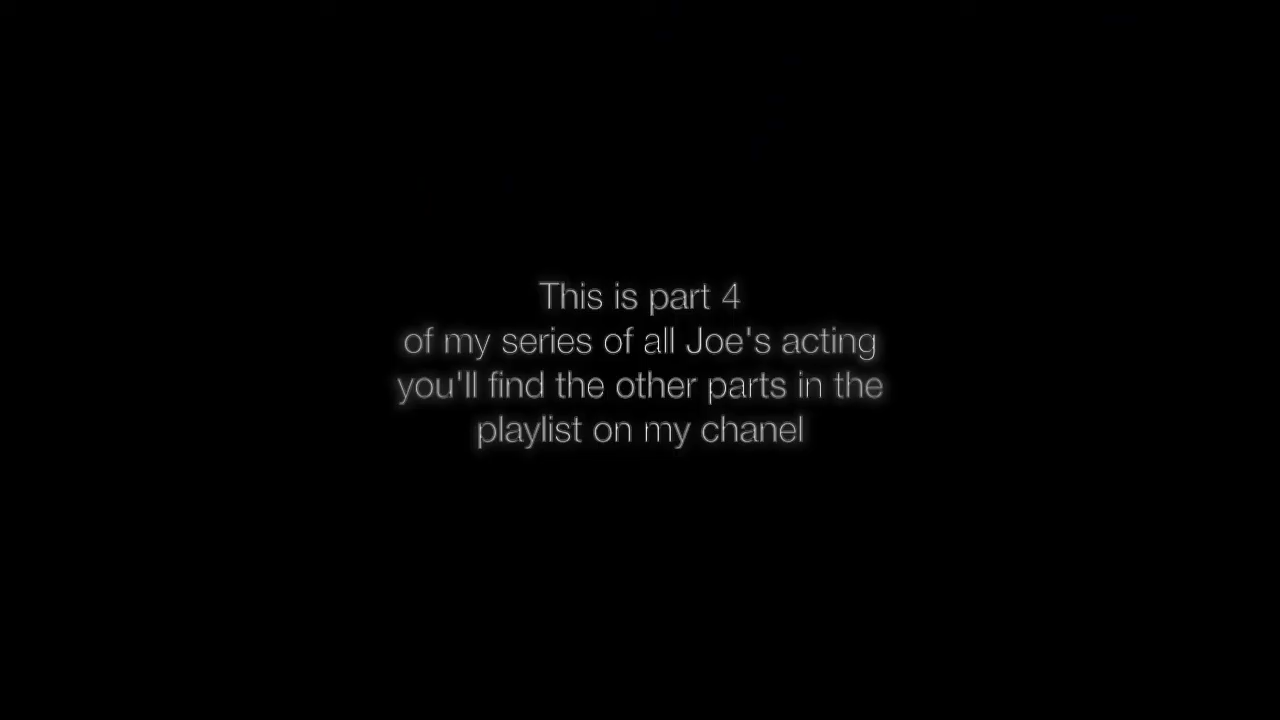 This is part 4
of my series of all Joe's acting
you'll find the other parts in the
playlist on my chanel